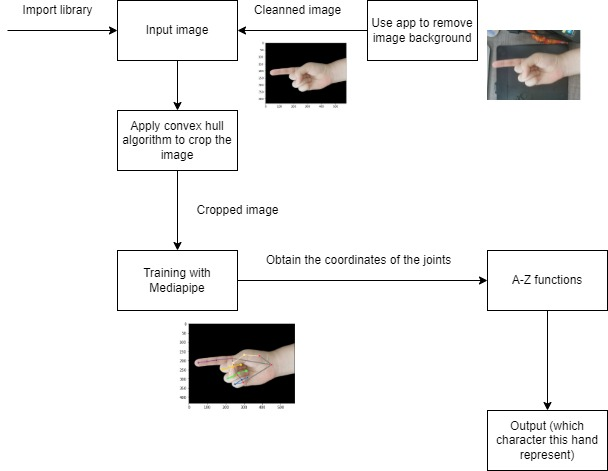 Import library
Input image
Cleanned image
Use app to remove
image background
Apply convex hull
algorithm to crop the
image
Cropped image
Training with
Mediapipe
Obtain the coordinates of the joints
A-Z functions
Output (which
character this hand
represent)